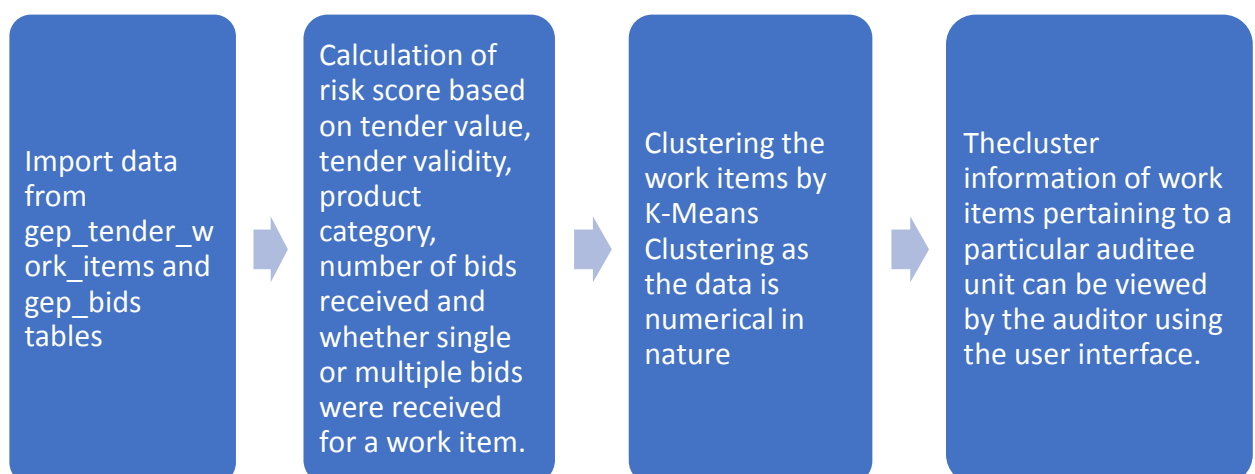 Import data
from
gep_tender_w
ork_items and
gep_bids
tables
Calculation of
risk score based
on tender value,
tender validity,
product
category,
number of bids
received and
whether single
or multiple bids
were received
for a work item.
Clustering the
work items by
K-Means
Clustering as
the data is
numerical in
nature
Thecluster
information of work
items pertaining to a
particular auditee
unit can be viewed
by the auditor using
the user interface.